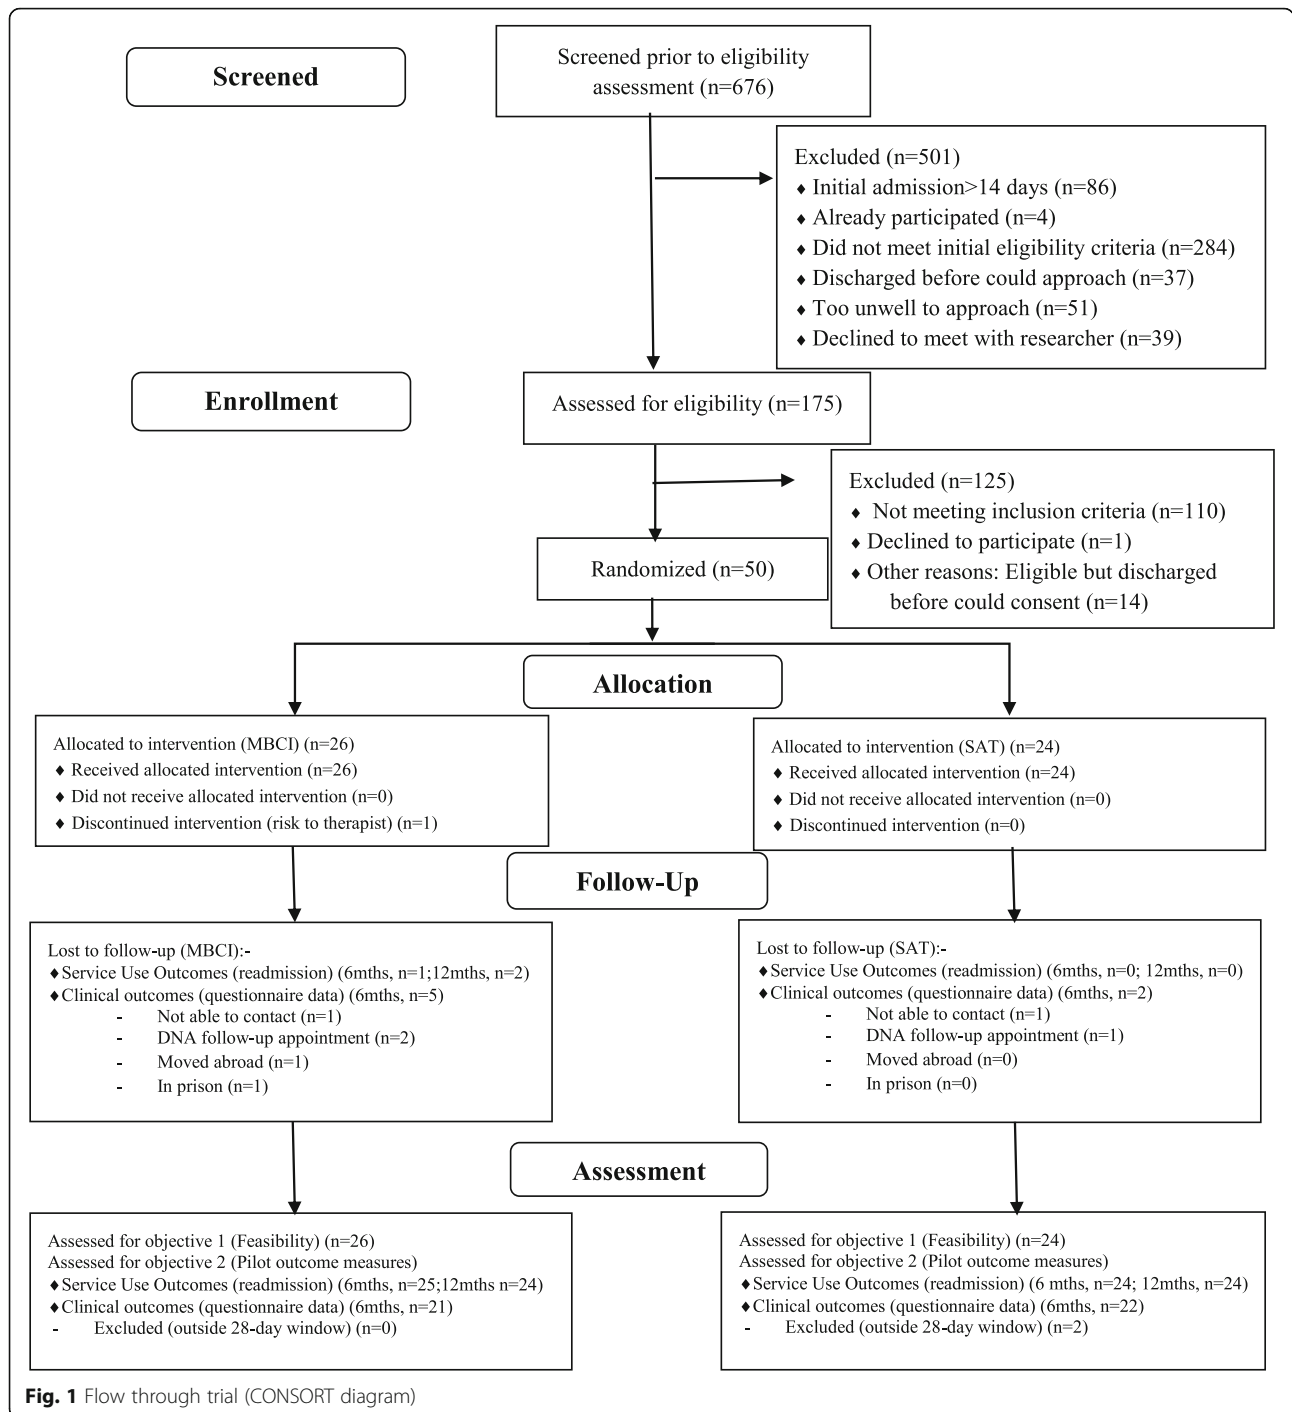 Screened
Screened prior to eligibility
assessment (n=676)
Excluded (n=501)
♦ Initial admission>14 days (n=86)
♦ Already participated (n=4)
♦ Did not meet initial eligibility criteria (n=284)
♦ Discharged before could approach (n=37)
♦ Too unwell to approach (n=51)
♦ Declined to meet with researcher (n=39)
Enrollment
Assessed for eligibility (n=175)
Excluded (n=125)
♦ Not meeting inclusion criteria (n=110)
♦ Declined to participate (n=1)
♦ Other reasons: Eligible but discharged
before could consent (n=14)
Randomized (n=50)
Allocation
Allocated to intervention (MBCI) (n=26)
♦ Received allocated intervention (n=26)
♦ Did not receive allocated intervention (n=0)
♦ Discontinued intervention (risk to therapist) (n=1)
Allocated to intervention (SAT) (n=24)
♦ Received allocated intervention (n=24)
♦ Did not receive allocated intervention (n=0)
♦ Discontinued intervention (n=0)
Follow-Up
Lost to follow-up (MBCI):-
♦Service Use Outcomes (readmission) (6mths, n=1;12mths, n=2)
♦Clinical outcomes (questionnaire data) (6mths, n=5)
- Not able to contact (n=1)
- DNA follow-up appointment (n=2)
- Moved abroad (n=1)
- In prison (n=1)
Lost to follow-up (SAT):-
♦Service Use Outcomes (readmission) (6mths, n=0; 12mths, n=0)
♦Clinical outcomes (questionnaire data) (6mths, n=2)
- Not able to contact (n=1)
- DNA follow-up appointment (n=1)
- Moved abroad (n=0)
- In prison (n=0)
Assessment
Assessed for objective 1 (Feasibility) (n=26)
Assessed for objective 2 (Pilot outcome measures)
♦Service Use Outcomes (readmission) (6mths, n=25;12mths n=24)
♦Clinical outcomes (questionnaire data) (6mths, n=21)
- Excluded (outside 28-day window) (n=0)
Assessed for objective 1 (Feasibility) (n=24)
Assessed for objective 2 (Pilot outcome measures)
♦Service Use Outcomes (readmission) (6 mths, n=24; 12mths, n=24)
♦Clinical outcomes (questionnaire data) (6mths, n=22)
- Excluded (outside 28-day window) (n=2)
Fig. 1 Flow through trial (CONSORT diagram)